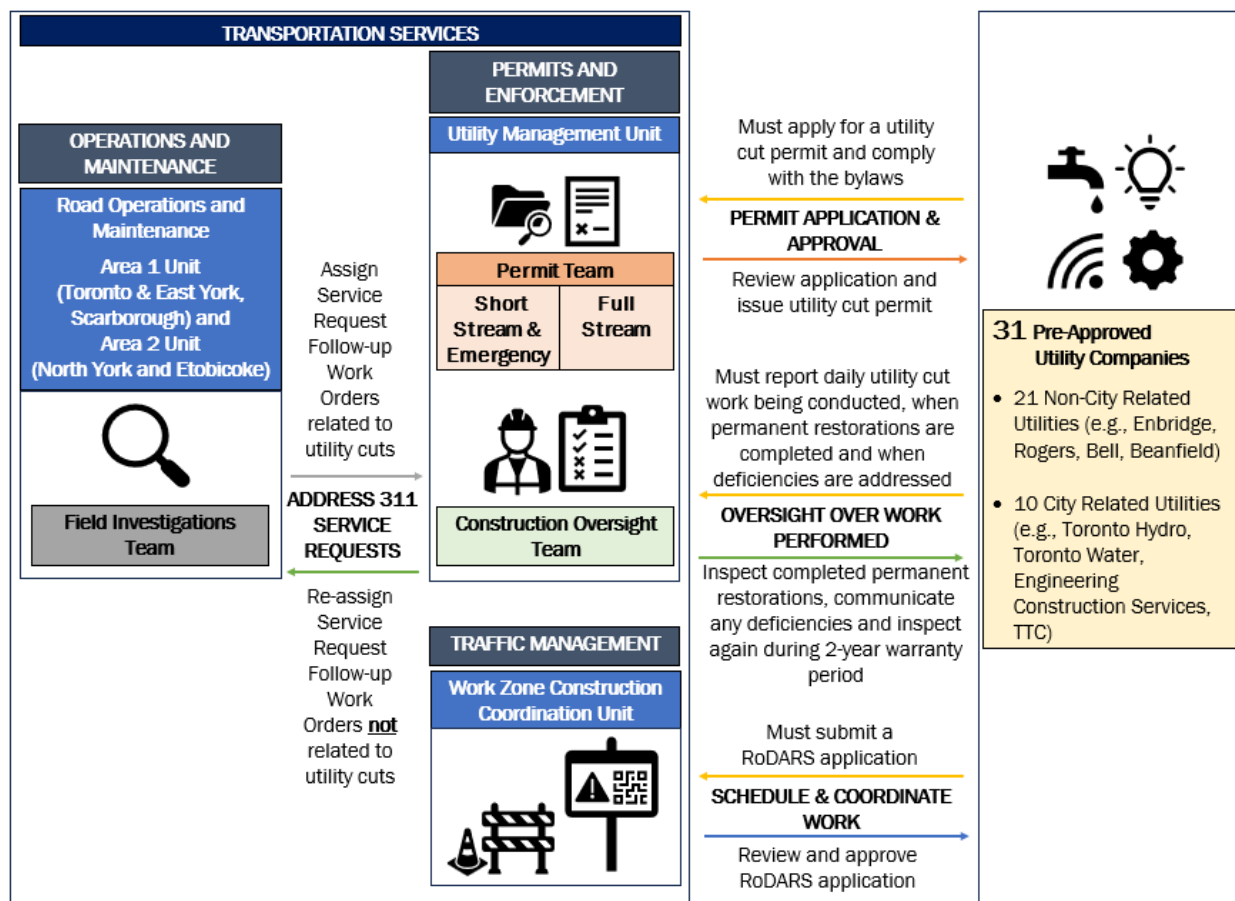 TRANSPORTATION SERVICES
OPERATIONS AND
MAINTENANCE
Road Operations and
Maintenance
Area 1 Unit
(Toronto & East York,
Scarborough) and
Area 2 Unit
(North York and Etobicoke)
Field Investigations
Team
Assign
Service
Request
Follow-up
Work
Orders
related to
utility cuts
ADDRESS 311
SERVICE
REQUESTS
Re-assign
Service
Request
Follow-up
Work
Orders not
related to
utility cuts
PERMITS AND
ENFORCEMENT
Utility Management Unit
Permit Team
Short
Stream &
Emergency
Full
Stream
Construction Oversight
Team
TRAFFIC MANAGEMENT
Work Zone Construction
Coordination Unit
Must apply for a utility
cut permit and comply
with the bylaws
PERMIT APPLICATION &
APPROVAL
Review application and
issue utility cut permit
Must report daily utility cut
work being conducted, when
permanent restorations are
completed and when
deficiencies are addressed
OVERSIGHT OVER WORK
PERFORMED
Inspect completed permanent
restorations, communicate
any deficiencies and inspect
again during 2-year warranty
period
Must submit a
RoDARS application
SCHEDULE & COORDINATE
WORK
Review and approve
RoDARS application
31 Pre-Approved
Utility Companies
• 21 Non-City Related
Utilities (e.g., Enbridge,
Rogers, Bell, Beanfield)
• 10 City Related Utilities
(e.g., Toronto Hydro,
Toronto Water,
Engineering
Construction Services,
TTC)